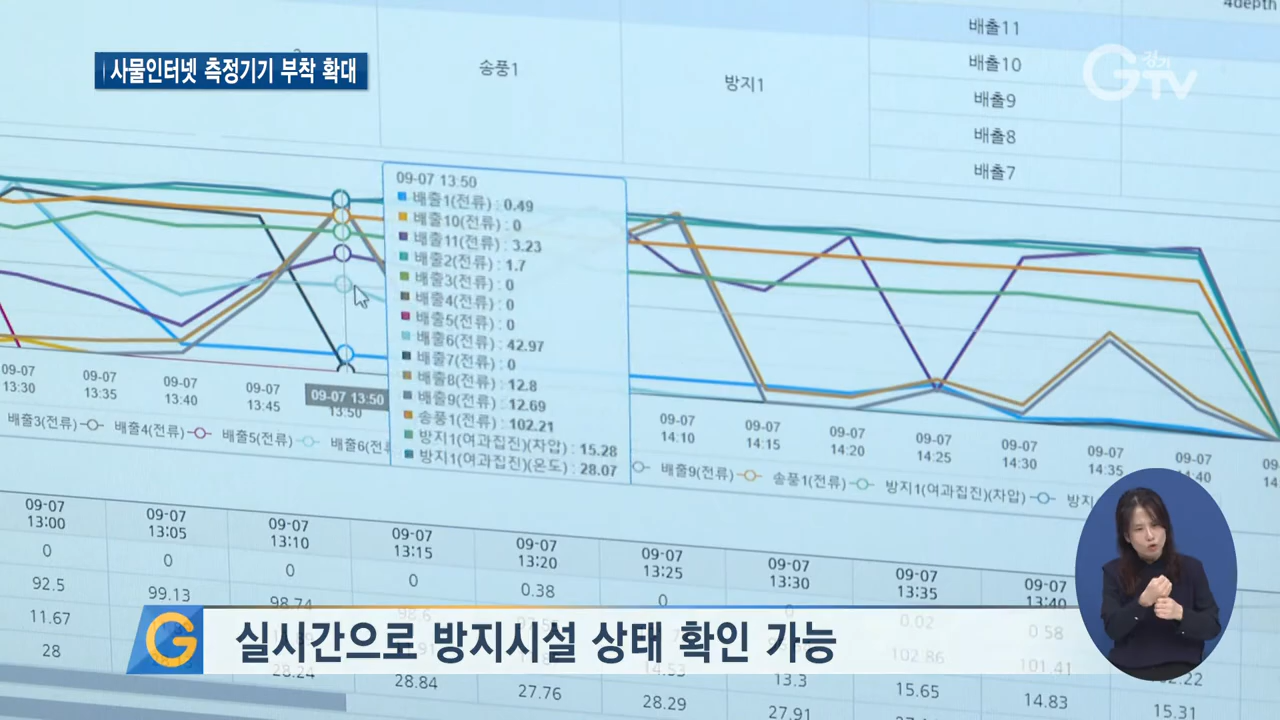 4depth
배출11
사물인터넷 측정기기 부착 확대
송풍1
방지1
배출10
경기
GTV
배출9
배출8
배출7
09-07 13:50
배출1(전류) : 0.49
배출10(전류) : 0
배출11(전류) : 3.23
배출2(전류) : 1.7
배출3(전류) : 0
배출4(전류) : 0
배출5(전류) : 0
배출6(전류) : 42.97
배출7(전류) : 0
배출8(전류) : 12.8
배출9(전류) : 12.69
송풍1(전류) : 102.21
방지1(여과집진)(차압) : 15.28
방지1(여과집진)(온도) : 28.07
09-07 13:30
09-07 13:35
09-07 13:40
09-07 13:45
09-07 13:50
13:50
09-07 14:10
09-07 14:15
09-07 14:20
09-07 14:25
09-07 14:30
09-07 14:35
09-07 14:40
배출3(전류) 배출4(전류) 배출5(전류) 배출6(전
배출9(전류) 송풍1(전류) 방지1(여과집진)(차압) 방지
09-07 13:00
09-07 13:05
09-07 13:10
09-07 13:15
09-07 13:20
09-07 13:25
09-07 13:30
09-07 13:35
09-07 13:40
0 0 0 0 0.38 0 0 0.02 0.58
92.5 99.13 98.74 98.6 102.86 101.41
11.67 14.53 13.3 15.65 14.83 15.31
28 28.24 28.84 27.76 28.29 27.91
G 실시간으로 방지시설 상태 확인 가능